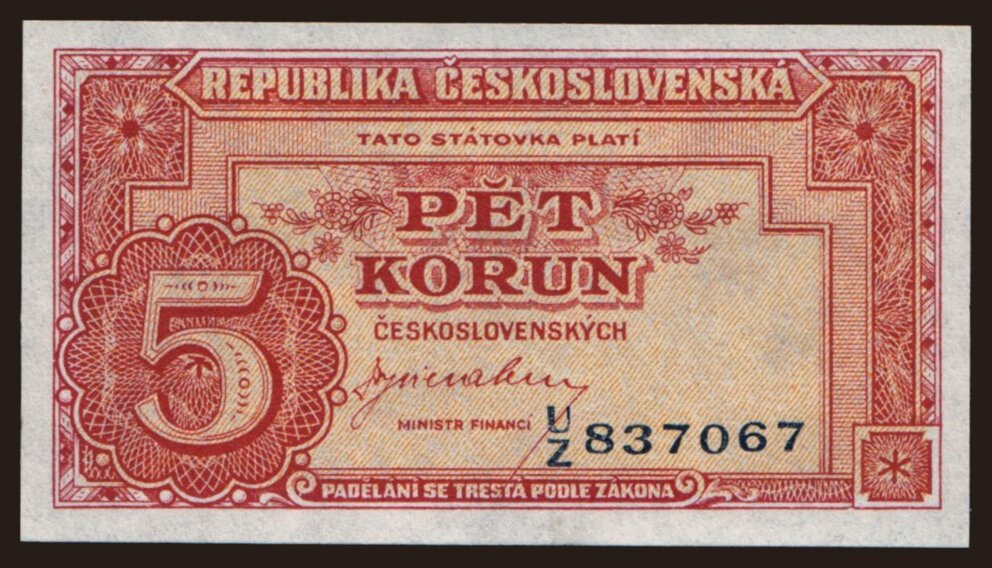 REPUBLIKA ČESKOSLOVENSKÁ
TATO STÁTOVKA PLATÍ
PĚT
KORUN
ČESKOSLOVENSKÝCH
5
MINISTR FINANCÍ
U/Z 837067
PADĚLÁNÍ SE TRESTÁ PODLE ZÁKONA